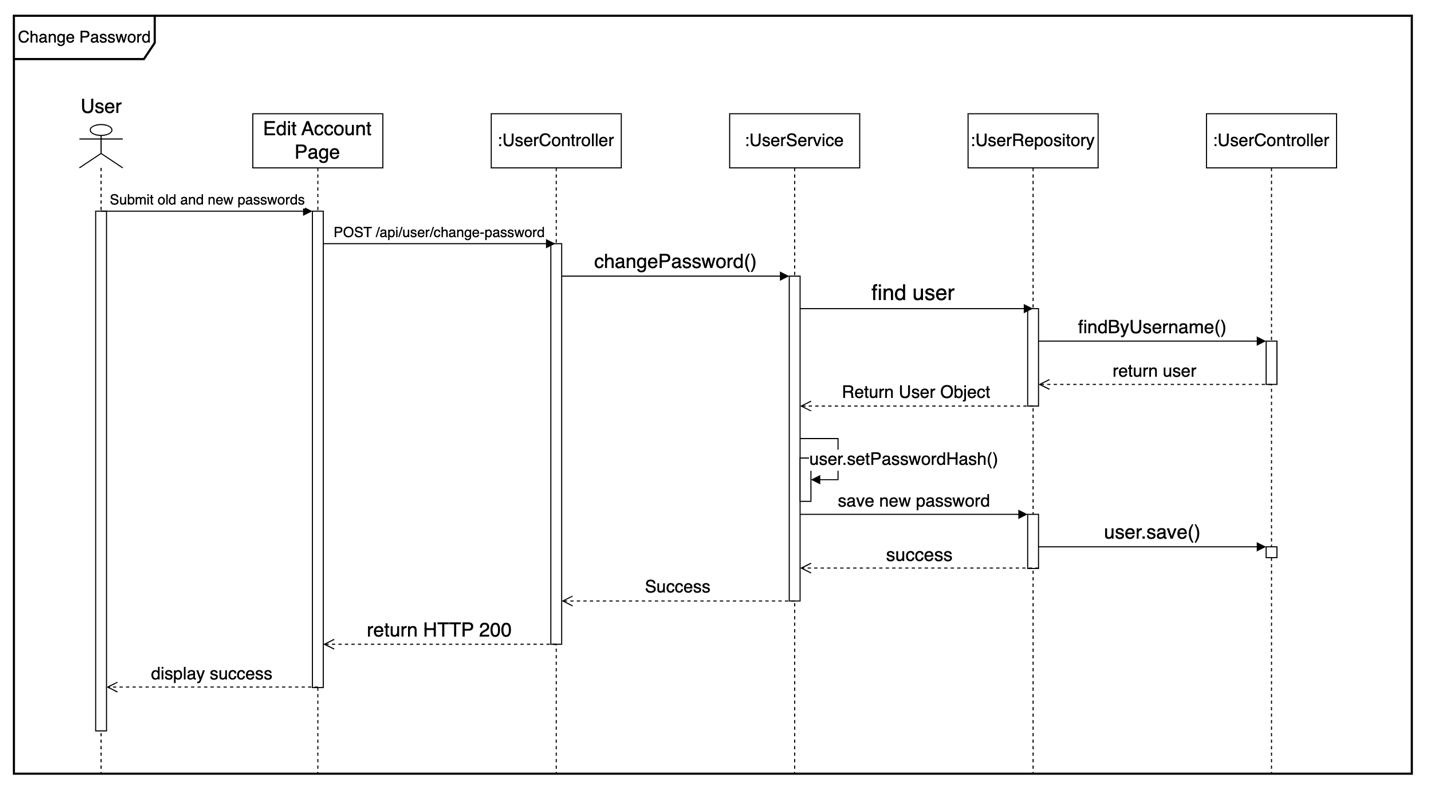 Change Password
User
Edit Account
Page
:UserController
:UserService
:UserRepository
:UserController
Submit old and new passwords
POST /api/user/change-password
changePassword()
find user
findByUsername()
return user
Return User Object
user.setPasswordHash()
save new password
user.save()
success
Success
return HTTP 200
display success